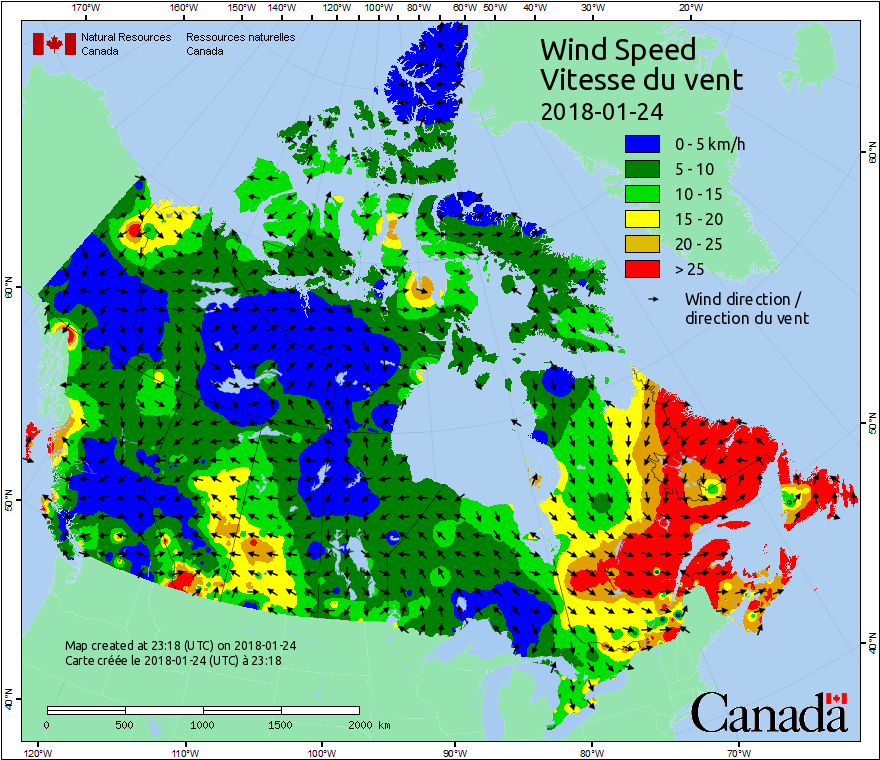 170°W 160°W 150°W 140°W 130°W 120°W 110°W 100°W 80°W 60°W 50°W 40°W 30°W 20°W
Natural Resources Ressources naturelles
Canada Canada
Wind Speed
Vitesse du vent
2018-01-24
0 - 5 km/h
5 - 10
10 - 15
15 - 20
20 - 25
> 25
Wind direction /
direction du vent
60°N
60°N
50°N
50°N
40°N
40°N
Map created at 23:18 (UTC) on 2018-01-24
Carte créée le 2018-01-24 (UTC) à 23:18
0 500 1000 1500 2000 km
Canada
120°W 110°W 100°W 90°W 80°W 70°W